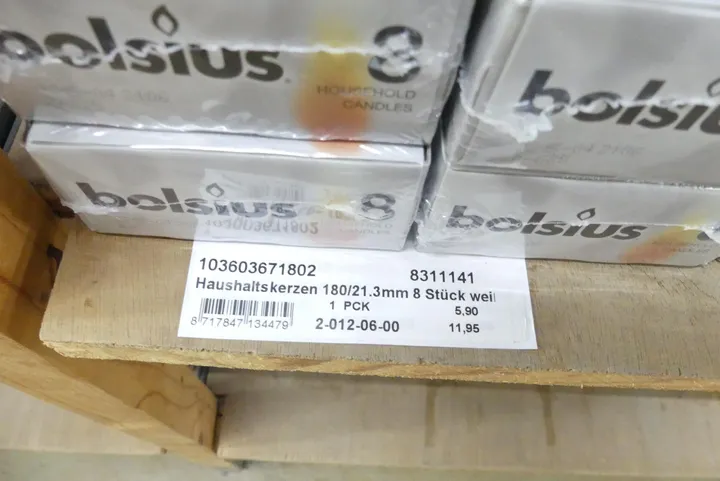 bolsius 8
HOUSEHOLD
CANDLES
bolsius
bolsius 8
bolsius
103603671802 8311141
Haushaltskerzen 180/21.3mm 8 Stück wei
1 PCK 5,90
8 717847 134479 2-012-06-00 11,95